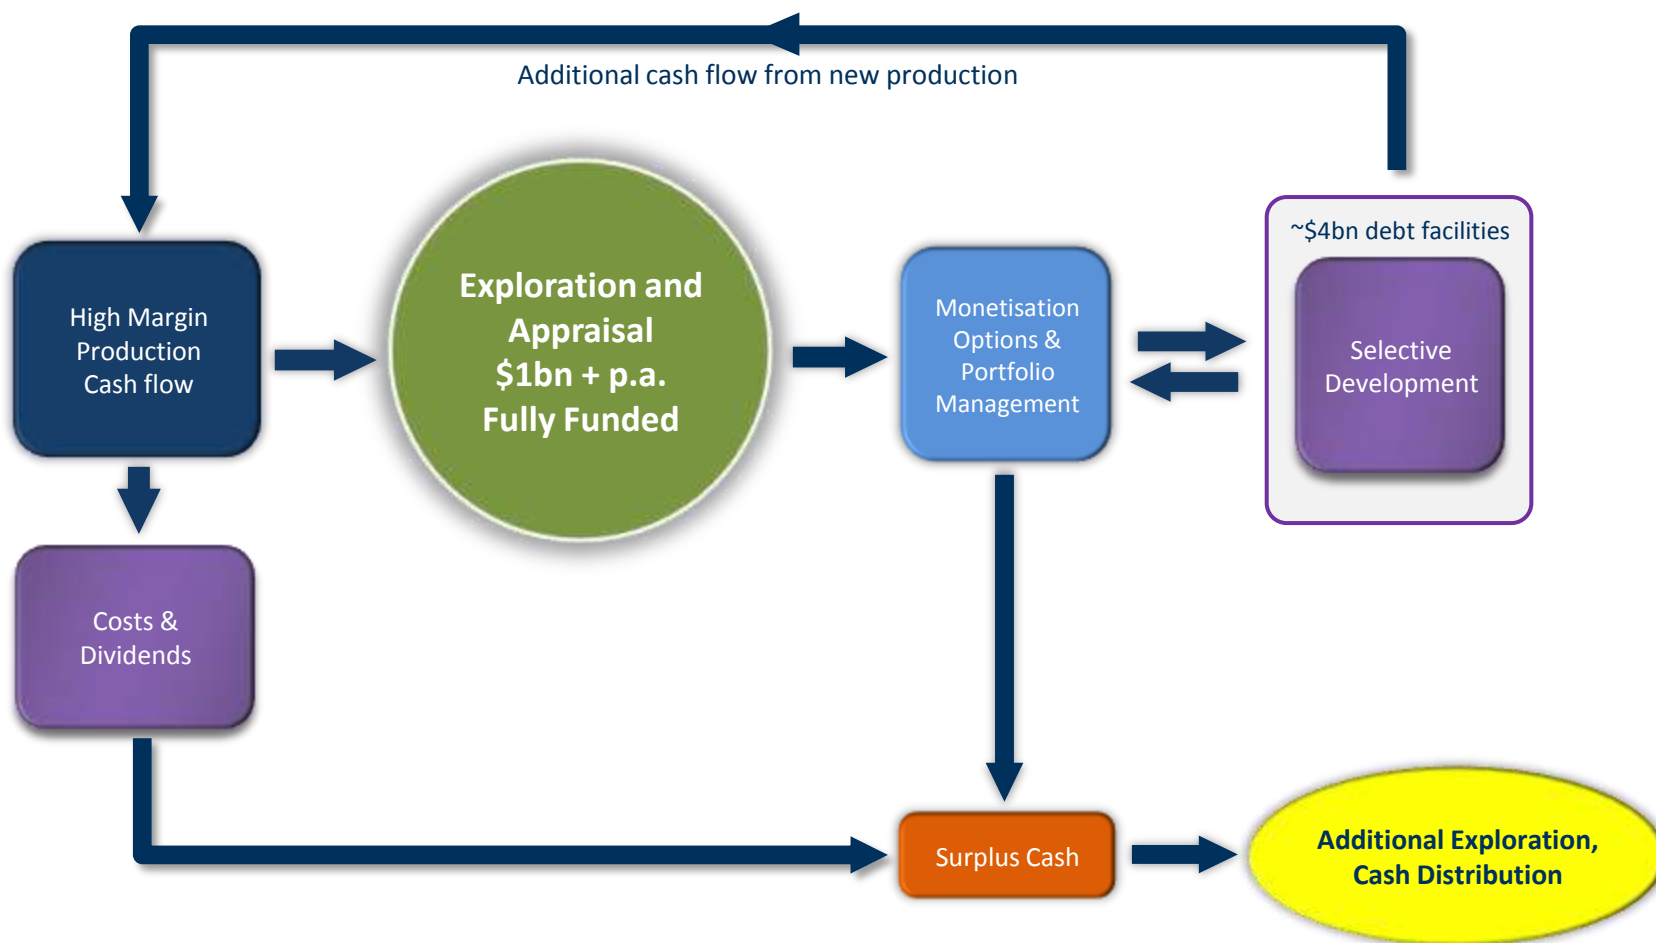 Additional cash flow from new production
High Margin
Production
Cash flow
Exploration and
Appraisal
$1bn + p.a.
Fully Funded
Monetisation
Options &
Portfolio
Management
~$4bn debt facilities
Selective
Development
Costs &
Dividends
Surplus Cash
Additional Exploration,
Cash Distribution